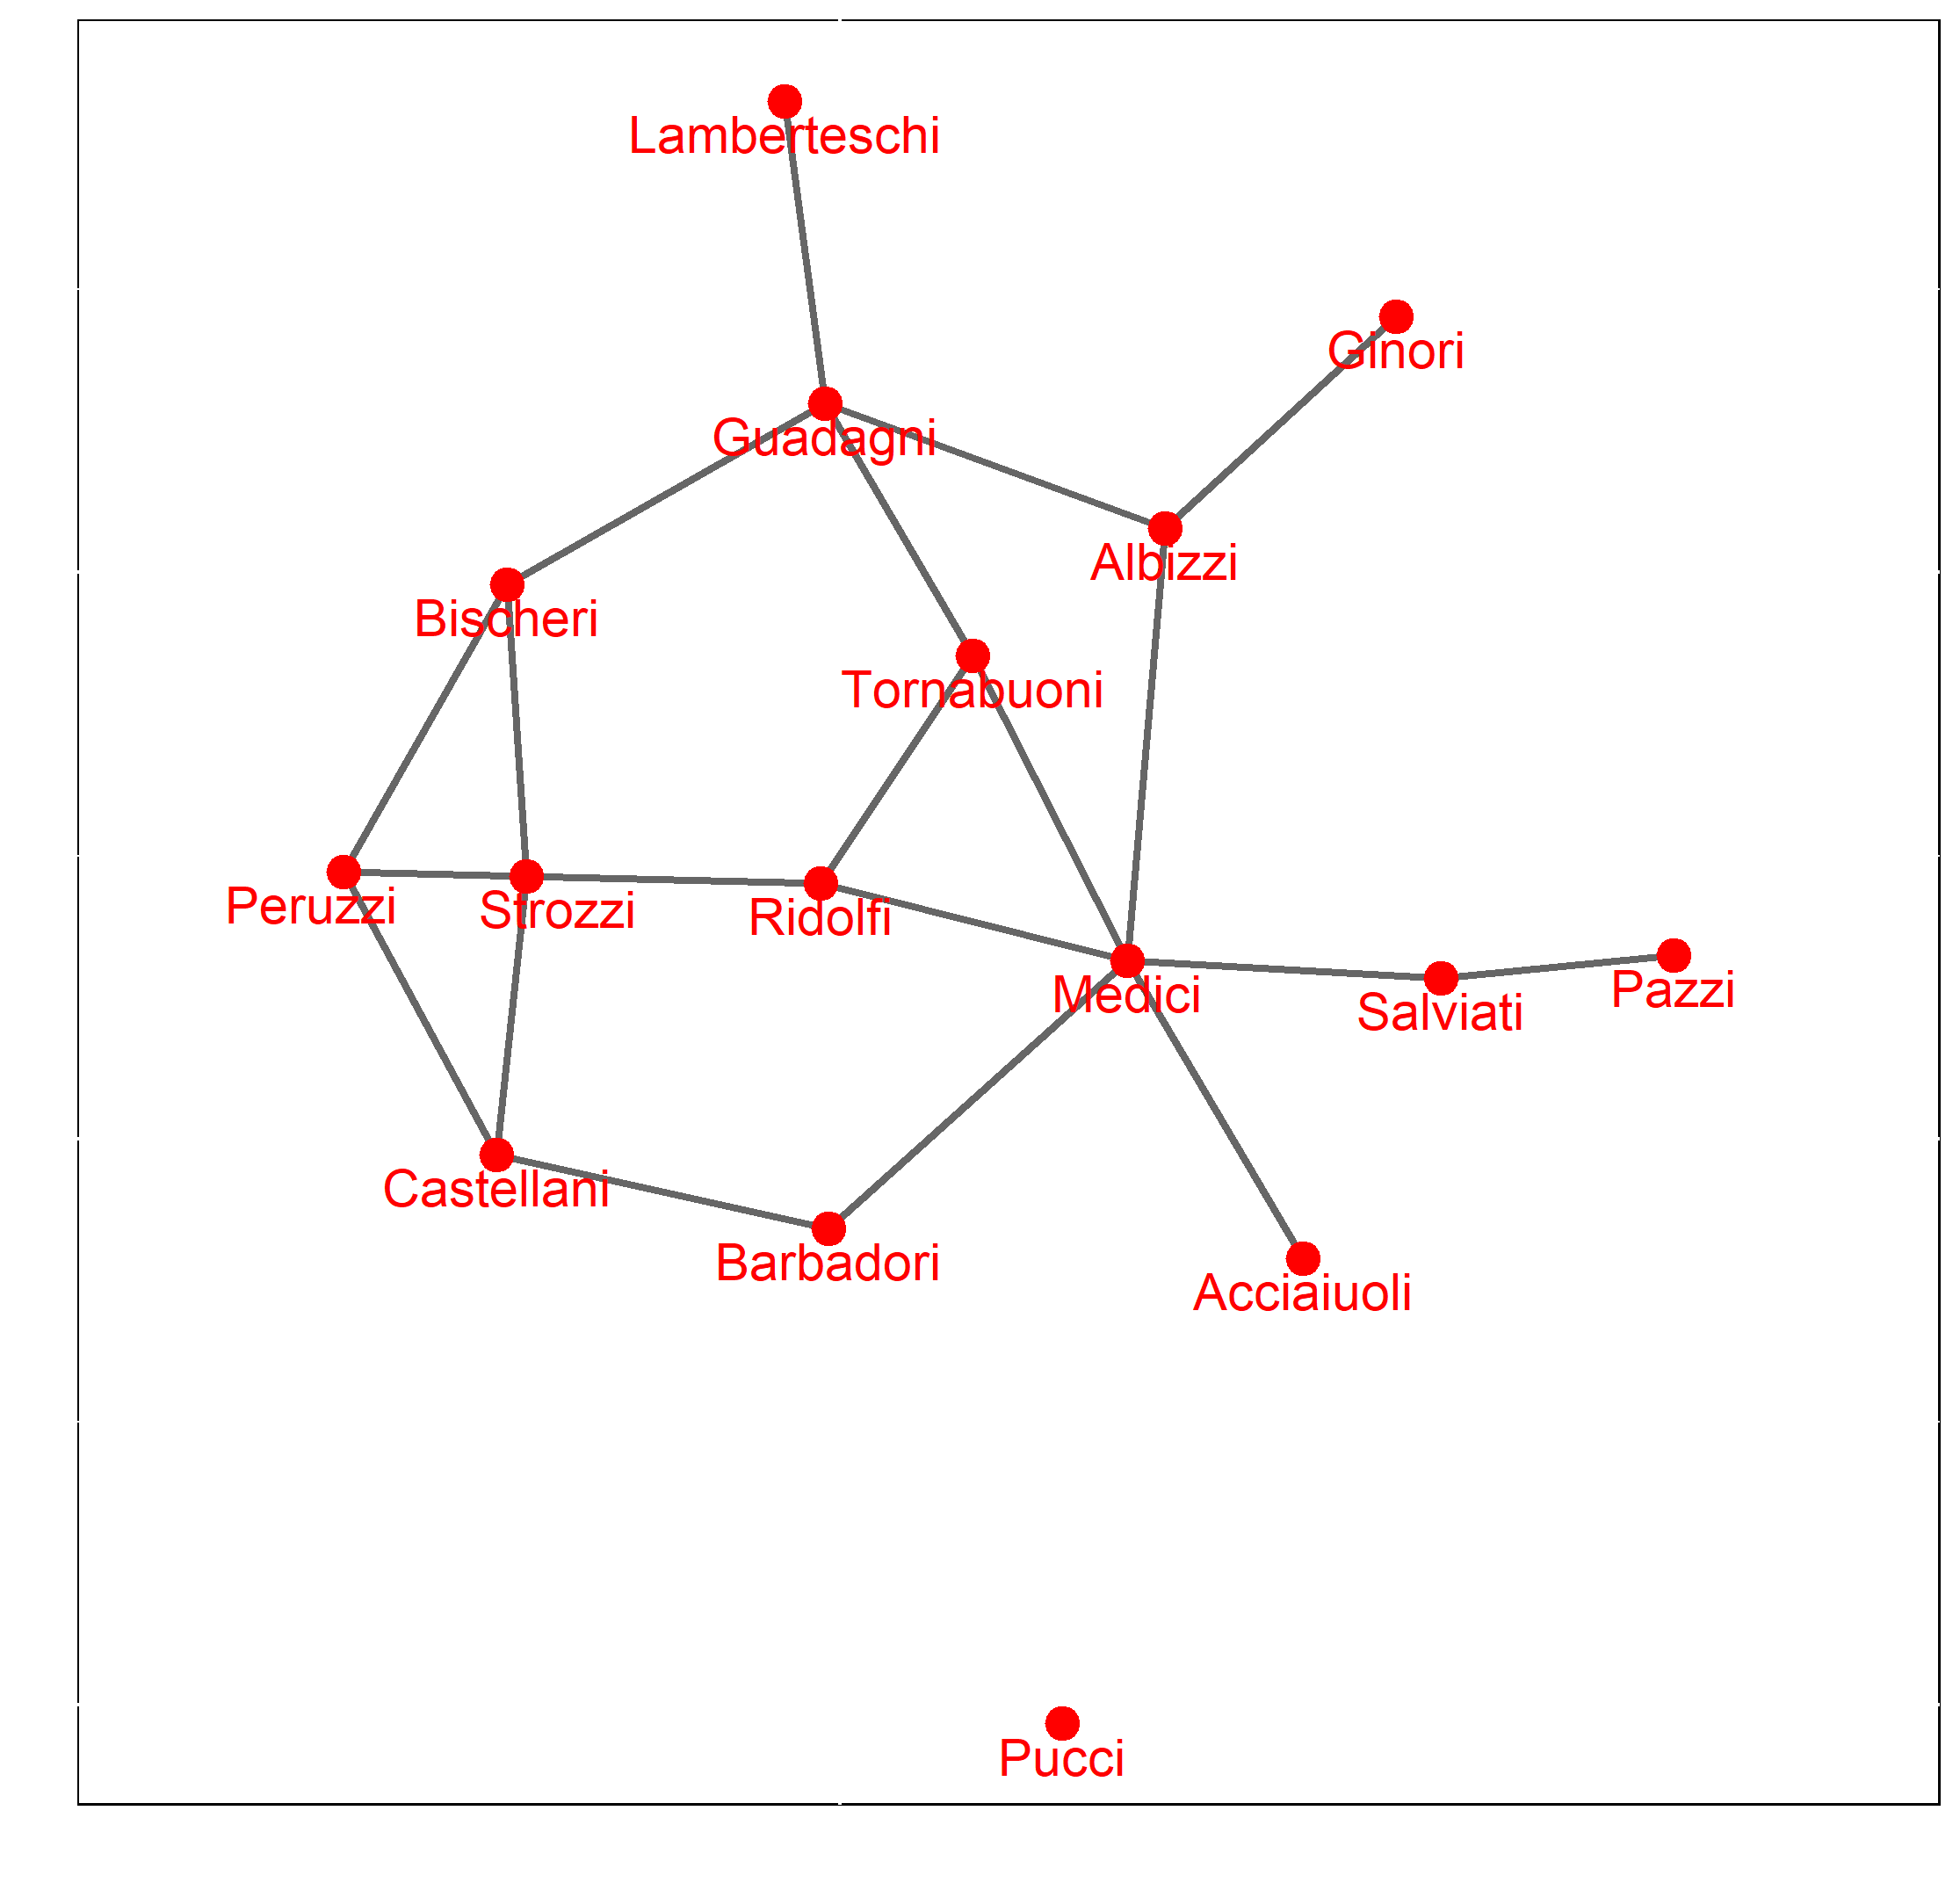 Lamberteschi
Ginori
Guadagni
Albizzi
Bischeri
Tornabuoni
Peruzzi
Strozzi
Ridolfi
Medici
Salviati
Pazzi
Castellani
Barbadori
Acciaiuoli
Pucci